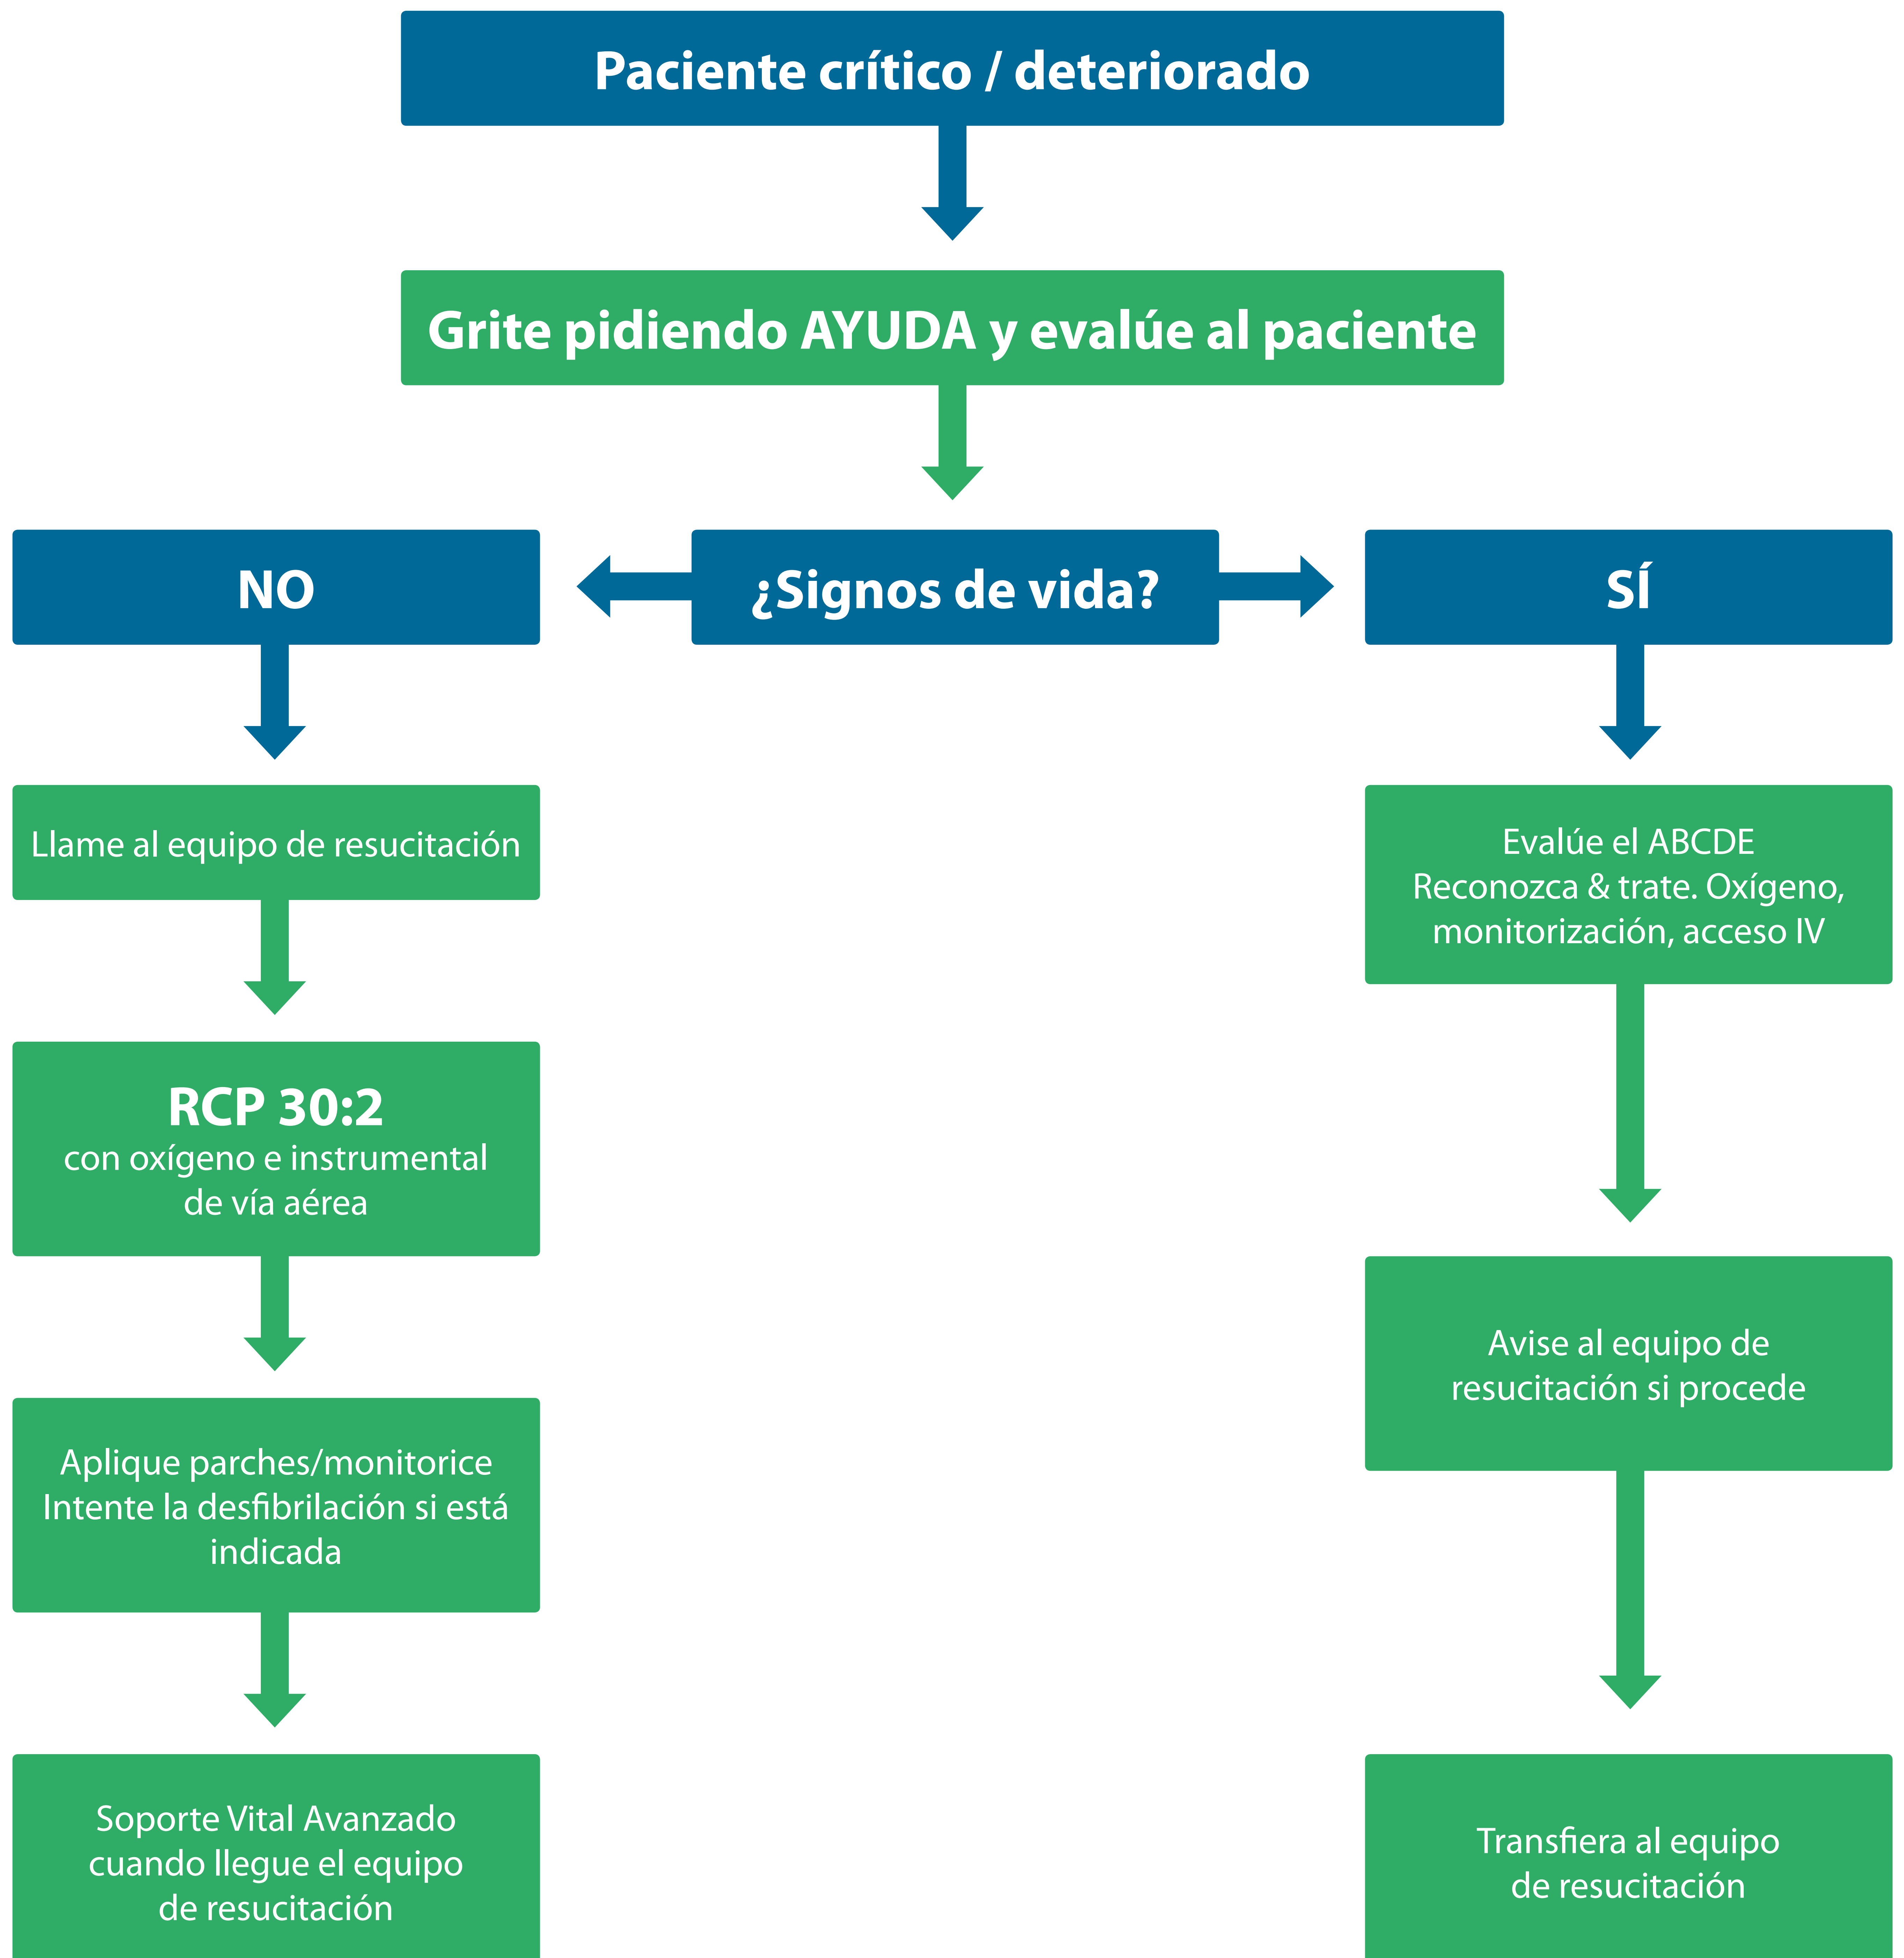 Paciente crítico / deteriorado
Grite pidiendo AYUDA y evalúe al paciente
NO
¿Signos de vida?
SÍ
Llame al equipo de resucitación
RCP 30:2
con oxígeno e instrumental
de vía aérea
Aplique parches/monitorice
Intente la desfibrilación si está
indicada
Soporte Vital Avanzado
cuando llegue el equipo
de resucitación
Evalúe el ABCDE
Reconozca & trate. Oxígeno,
monitorización, acceso IV
Avise al equipo de
resucitación si procede
Transfiera al equipo
de resucitación